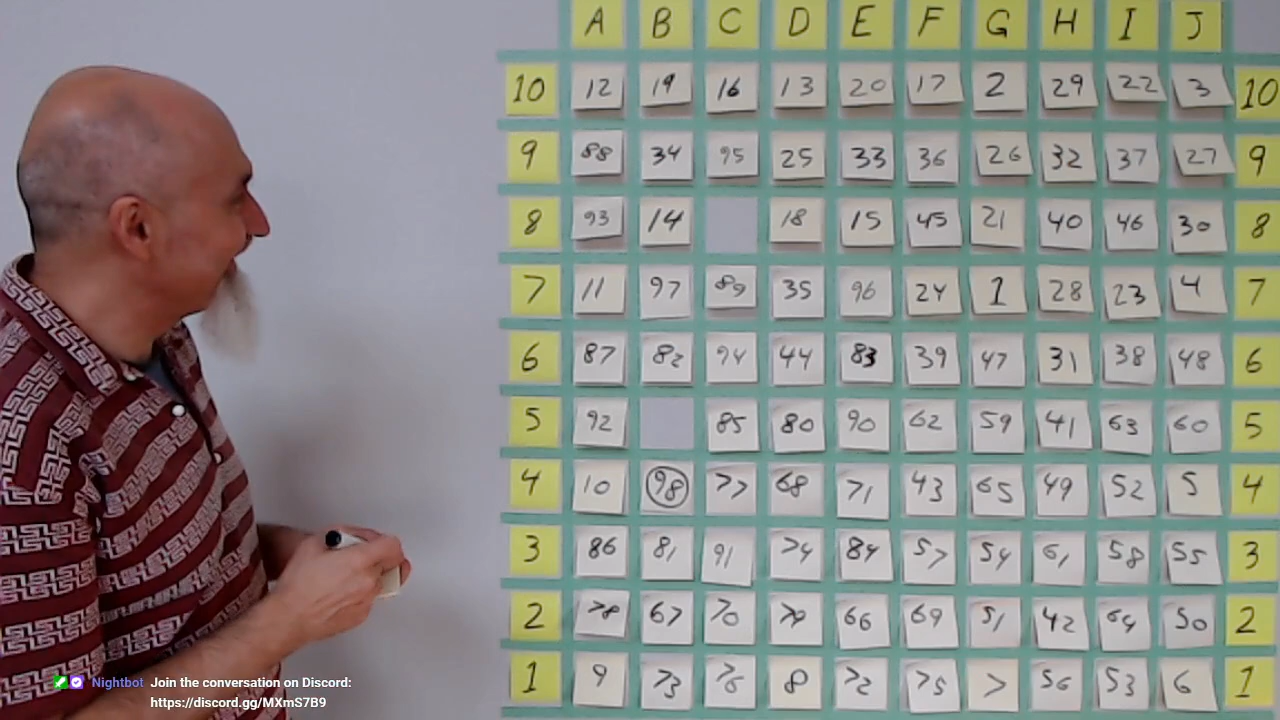 A B C D E F G H I J
10 12 19 16 13 20 17 2 29 22 3 10
9 88 34 95 25 33 36 26 32 37 27 9
8 93 14 18 15 45 21 40 46 30 8
7 11 97 89 35 96 24 1 28 23 4 7
6 87 82 94 44 83 39 47 31 38 48 6
5 92 85 80 90 62 59 41 63 60 5
4 10 98 77 68 71 43 65 49 52 5 4
3 86 81 91 74 84 57 54 61 58 55 3
2 78 67 70 79 66 69 51 42 64 50 2
1 9 73 76 8 72 75 7 56 53 6 1
Nightbot Join the conversation on Discord:
https://discord.gg/MXmS7B9